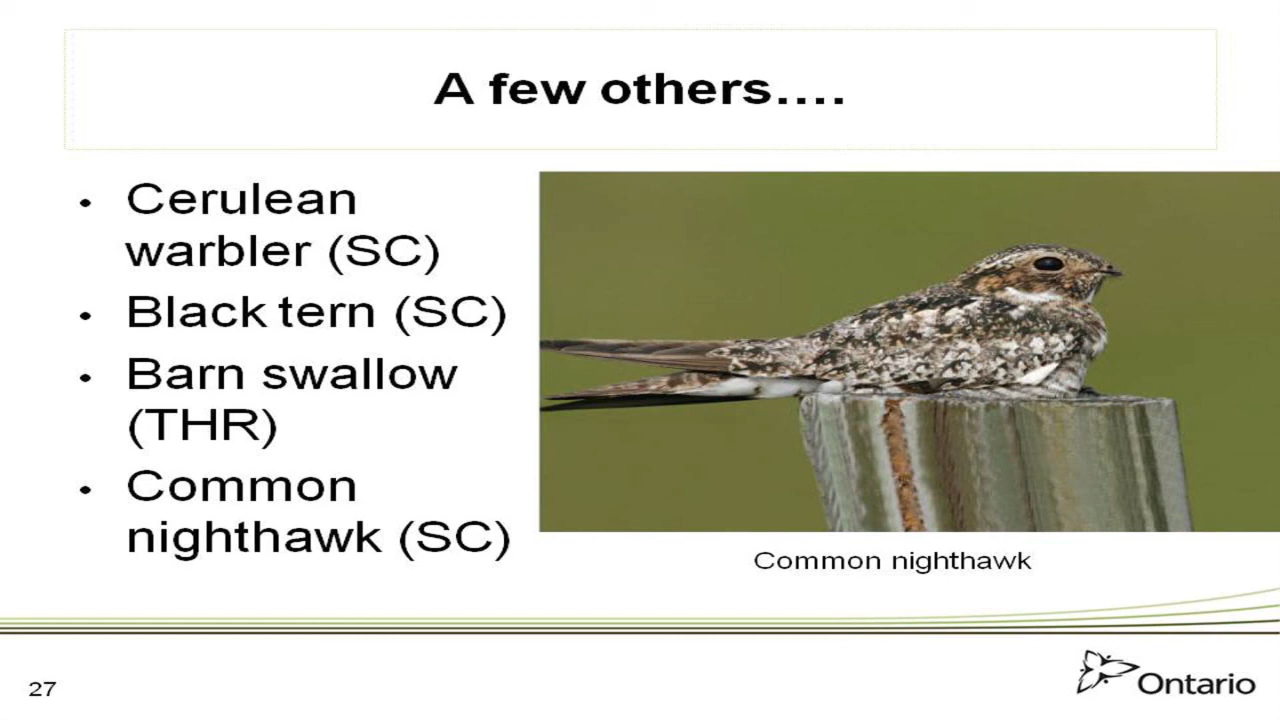 A few others....
• Cerulean
warbler (SC)
• Black tern (SC)
• Barn swallow
(THR)
• Common
nighthawk (SC)
Common nighthawk
27
Ontario